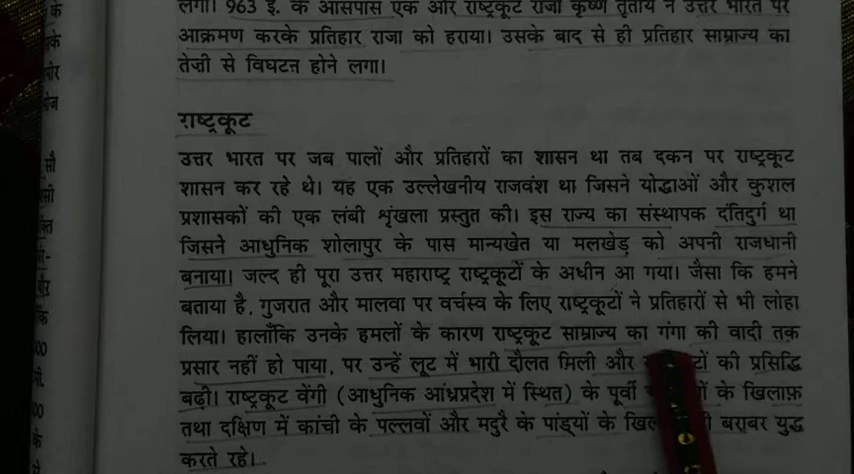 लगा। 963 ई. के आसपास एक और राष्ट्रकूट राजा कृष्ण तृतीय ने उत्तर भारत पर
आक्रमण करके प्रतिहार राजा को हराया। उसके बाद से ही प्रतिहार साम्राज्य का
तेज़ी से विघटन होने लगा।
राष्ट्रकूट
उत्तर भारत पर जब पालों और प्रतिहारों का शासन था तब दकन पर राष्ट्रकूट
शासन कर रहे थे। यह एक उल्लेखनीय राजवंश था जिसने योद्धाओं और कुशल
प्रशासकों की एक लंबी शृंखला प्रस्तुत की। इस राज्य का संस्थापक दंतिदुर्ग था
जिसने आधुनिक शोलापुर के पास मान्यखेत या मलखेड़ को अपनी राजधानी
बनाया। जल्द ही पूरा उत्तर महाराष्ट्र राष्ट्रकूटों के अधीन आ गया। जैसा कि हमने
बताया है, गुजरात और मालवा पर वर्चस्व के लिए राष्ट्रकूटों ने प्रतिहारों से भी लोहा
लिया। हालाँकि उनके हमलों के कारण राष्ट्रकूट साम्राज्य का गंगा की वादी तक
प्रसार नहीं हो पाया, पर उन्हें लूट में भारी दौलत मिली और की प्रसिद्धि
बढ़ी। राष्ट्रकूट वेंगी (आधुनिक आंध्रप्रदेश में स्थित) के पूर्वी के खिलाफ़
तथा दक्षिण में कांची के पल्लवों और मदुरै के पांड्यों के बराबर युद्ध
करते रहे।